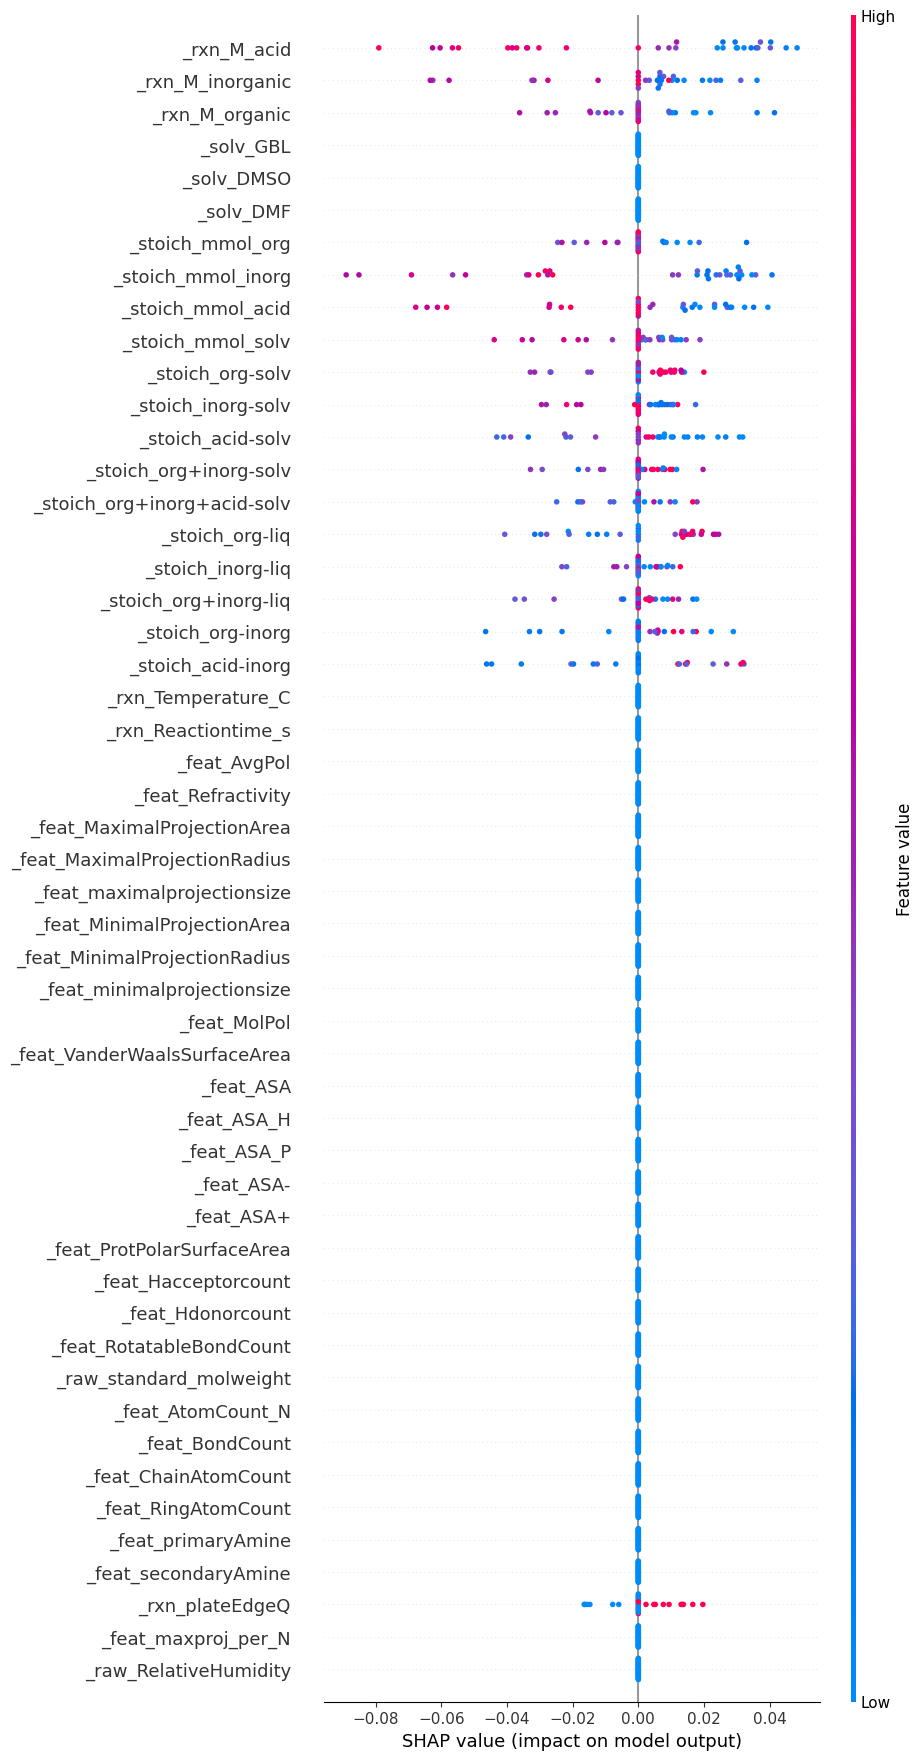 High
_rxn_M_acid
_rxn_M_inorganic
_rxn_M_organic
_solv_GBL
_solv_DMSO
_solv_DMF
_stoich_mmol_org
_stoich_mmol_inorg
_stoich_mmol_acid
_stoich_mmol_solv
_stoich_org-solv
_stoich_inorg-solv
_stoich_acid-solv
_stoich_org+inorg-solv
_stoich_org+inorg+acid-solv
_stoich_org-liq
_stoich_inorg-liq
_stoich_org+inorg-liq
_stoich_org-inorg
_stoich_acid-inorg
_rxn_Temperature_C
_rxn_Reactiontime_s
_feat_AvgPol
_feat_Refractivity
_feat_MaximalProjectionArea
_feat_MaximalProjectionRadius
_feat_maximalprojectionsize
_feat_MinimalProjectionArea
_feat_MinimalProjectionRadius
_feat_minimalprojectionsize
_feat_MolPol
_feat_VanderWaalsSurfaceArea
_feat_ASA
_feat_ASA_H
_feat_ASA_P
_feat_ASA-
_feat_ASA+
_feat_ProtPolarSurfaceArea
_feat_Hacceptorcount
_feat_Hdonorcount
_feat_RotatableBondCount
_raw_standard_molweight
_feat_AtomCount_N
_feat_BondCount
_feat_ChainAtomCount
_feat_RingAtomCount
_feat_primaryAmine
_feat_secondaryAmine
_rxn_plateEdgeQ
_feat_maxproj_per_N
_raw_RelativeHumidity
Feature value
Low
−0.08 −0.06 −0.04 −0.02 0.00 0.02 0.04
SHAP value (impact on model output)